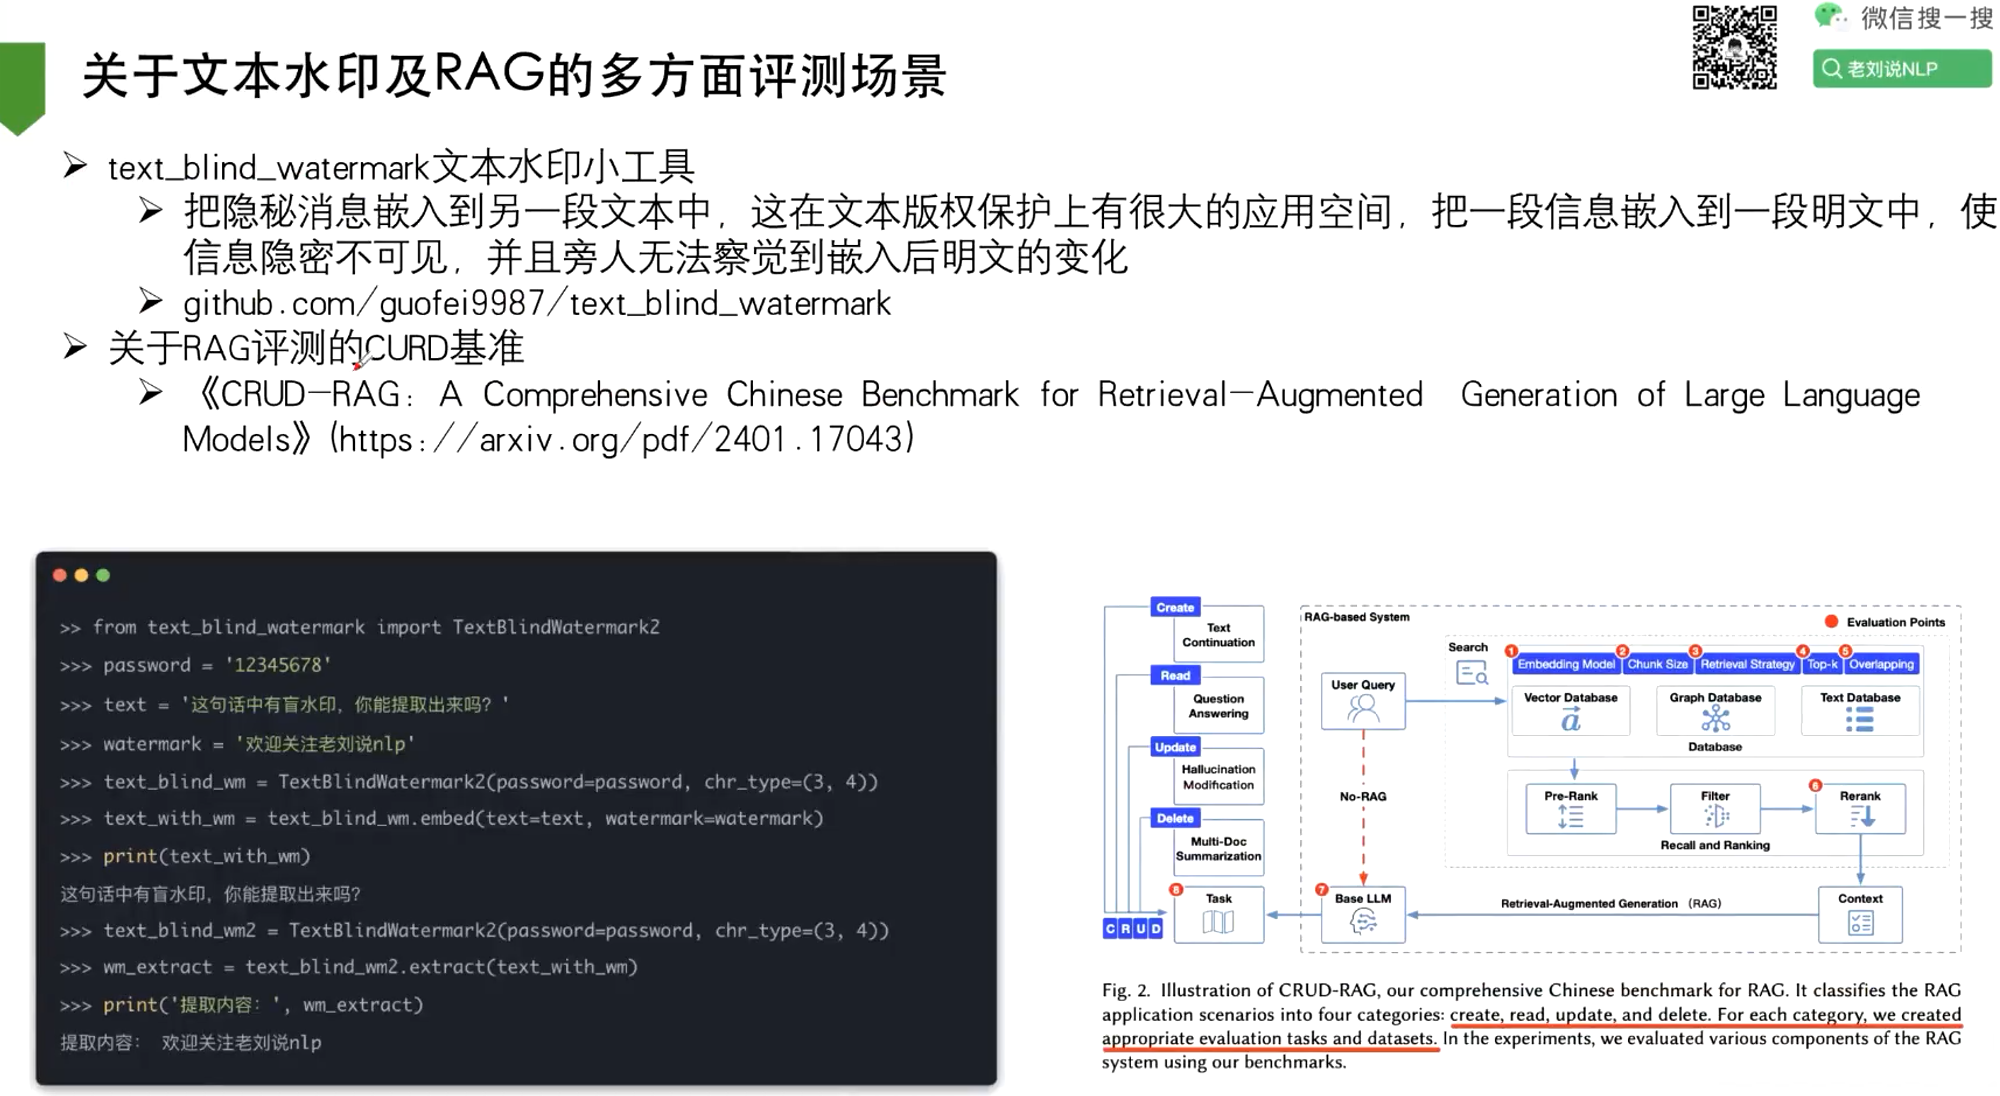 微信搜一搜
老刘说NLP
关于文本水印及RAG的多方面评测场景
text_blind_watermark文本水印小工具
把隐秘消息嵌入到另一段文本中，这在文本版权保护上有很大的应用空间，把一段信息嵌入到一段明文中，使
信息隐密不可见，并且旁人无法察觉到嵌入后明文的变化
github.com/guofei9987/text_blind_watermark
关于RAG评测的CURD基准
《CRUD-RAG: A Comprehensive Chinese Benchmark for Retrieval-Augmented Generation of Large Language
Models》(https://arxiv.org/pdf/2401.17043)
>> from text_blind_watermark import TextBlindWatermark2
>>> password = '12345678'
>>> text = '这句话中有盲水印，你能提取出来吗？'
>>> watermark = '欢迎关注老刘说nlp'
>>> text_blind_wm = TextBlindWatermark2(password=password, chr_type=(3, 4))
>>> text_with_wm = text_blind_wm.embed(text=text, watermark=watermark)
>>> print(text_with_wm)
这句话中有盲水印，你能提取出来吗？
>>> text_blind_wm2 = TextBlindWatermark2(password=password, chr_type=(3, 4))
>>> wm_extract = text_blind_wm2.extract(text_with_wm)
>>> print('提取内容：', wm_extract)
提取内容： 欢迎关注老刘说nlp
Create
Text
Continuation
Read
Question
Answering
Update
Hallucination
Modification
Delete
Multi-Doc
Summarization
8
Task
C R U D
RAG-based System
Evaluation Points
Search
1 Embedding Model 2 Chunk Size 3 Retrieval Strategy 4 Top-k 5 Overlapping
User Query
Vector Database
a
Graph Database
Text Database
Database
No-RAG
Pre-Rank
Filter
6
Rerank
Recall and Ranking
7
Base LLM
Retrieval-Augmented Generation （RAG）
Context
Fig. 2. Illustration of CRUD-RAG, our comprehensive Chinese benchmark for RAG. It classifies the RAG
application scenarios into four categories: create, read, update, and delete. For each category, we created
appropriate evaluation tasks and datasets. In the experiments, we evaluated various components of the RAG
system using our benchmarks.